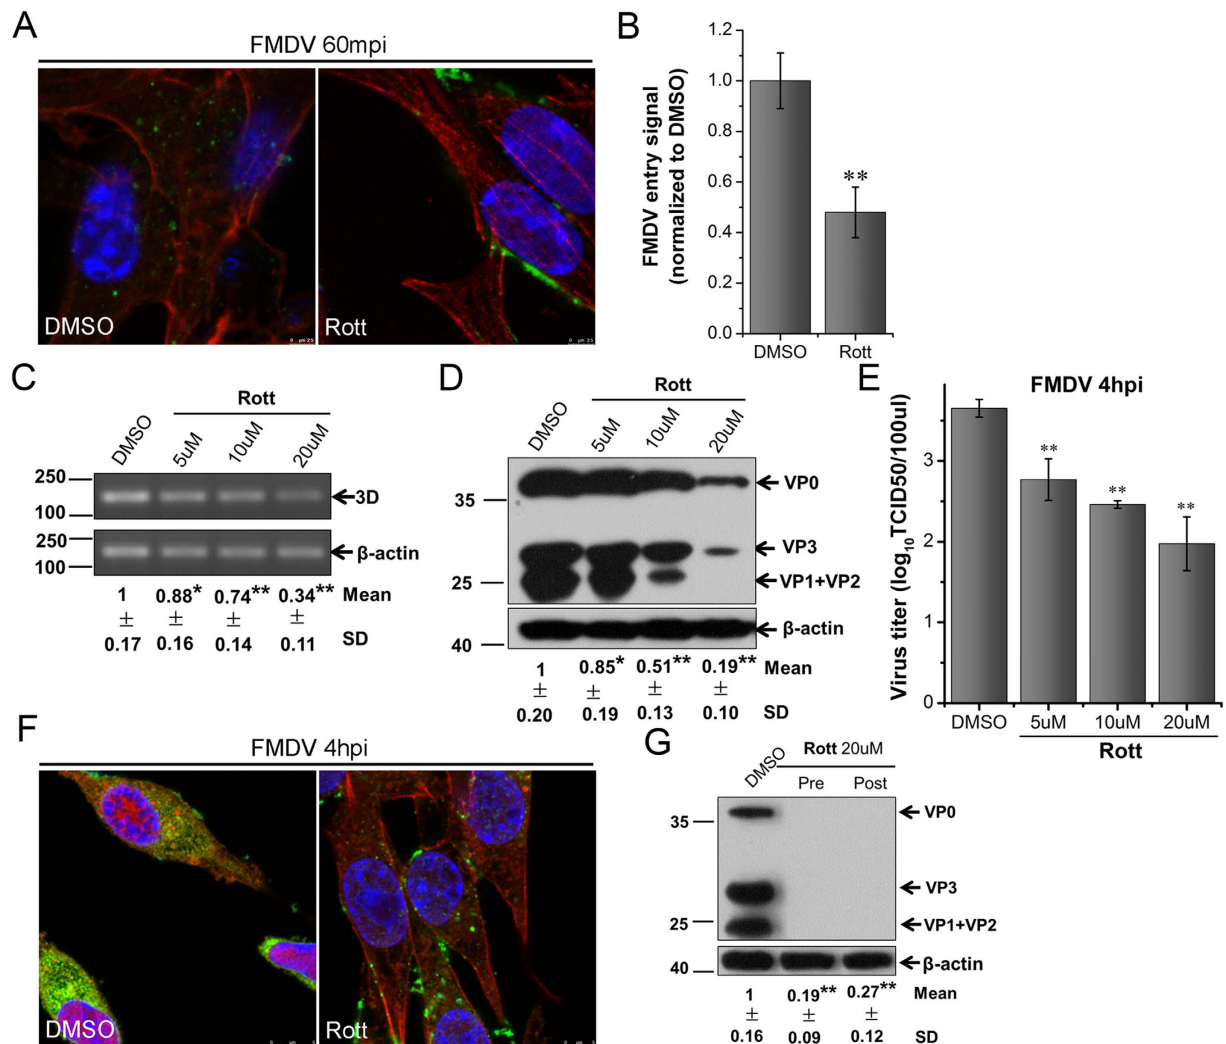 A
FMDV 60mpi
DMSO
Rott
B
FMDV entry signal
(normalized to DMSO)
1.2
1.0
0.8
0.6
0.4
0.2
0.0
**
DMSO
Rott
C
Rott
DMSO
5uM
10uM
20uM
250
100
3D
250
100
β-actin
1 0.88* 0.74** 0.34** Mean
± ± ± ±
0.17 0.16 0.14 0.11 SD
D
Rott
DMSO
5uM
10uM
20uM
35
25
VP0
VP3
VP1+VP2
40
β-actin
1 0.85* 0.51** 0.19** Mean
± ± ± ±
0.20 0.19 0.13 0.10 SD
E
FMDV 4hpi
Virus titer (log10TCID50/100ul)
3
2
1
0
**
**
**
DMSO 5uM 10uM 20uM
Rott
F
FMDV 4hpi
DMSO
Rott
G
DMSO
Rott 20uM
Pre Post
35
25
VP0
VP3
VP1+VP2
40
β-actin
1 0.19** 0.27** Mean
± ± ±
0.16 0.09 0.12 SD